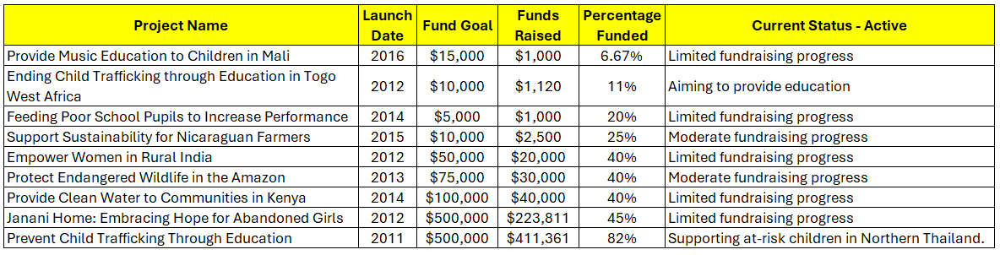 Project Name Launch Date Fund Goal Funds Raised Percentage Funded Current Status - Active
Provide Music Education to Children in Mali 2016 $15,000 $1,000 6.67% Limited fundraising progress
Ending Child Trafficking through Education in Togo West Africa 2012 $10,000 $1,120 11% Aiming to provide education
Feeding Poor School Pupils to Increase Performance 2014 $5,000 $1,000 20% Limited fundraising progress
Support Sustainability for Nicaraguan Farmers 2015 $10,000 $2,500 25% Moderate fundraising progress
Empower Women in Rural India 2012 $50,000 $20,000 40% Limited fundraising progress
Protect Endangered Wildlife in the Amazon 2013 $75,000 $30,000 40% Moderate fundraising progress
Provide Clean Water to Communities in Kenya 2014 $100,000 $40,000 40% Limited fundraising progress
Janani Home: Embracing Hope for Abandoned Girls 2012 $500,000 $223,811 45% Limited fundraising progress
Prevent Child Trafficking Through Education 2011 $500,000 $411,361 82% Supporting at-risk children in Northern Thailand.